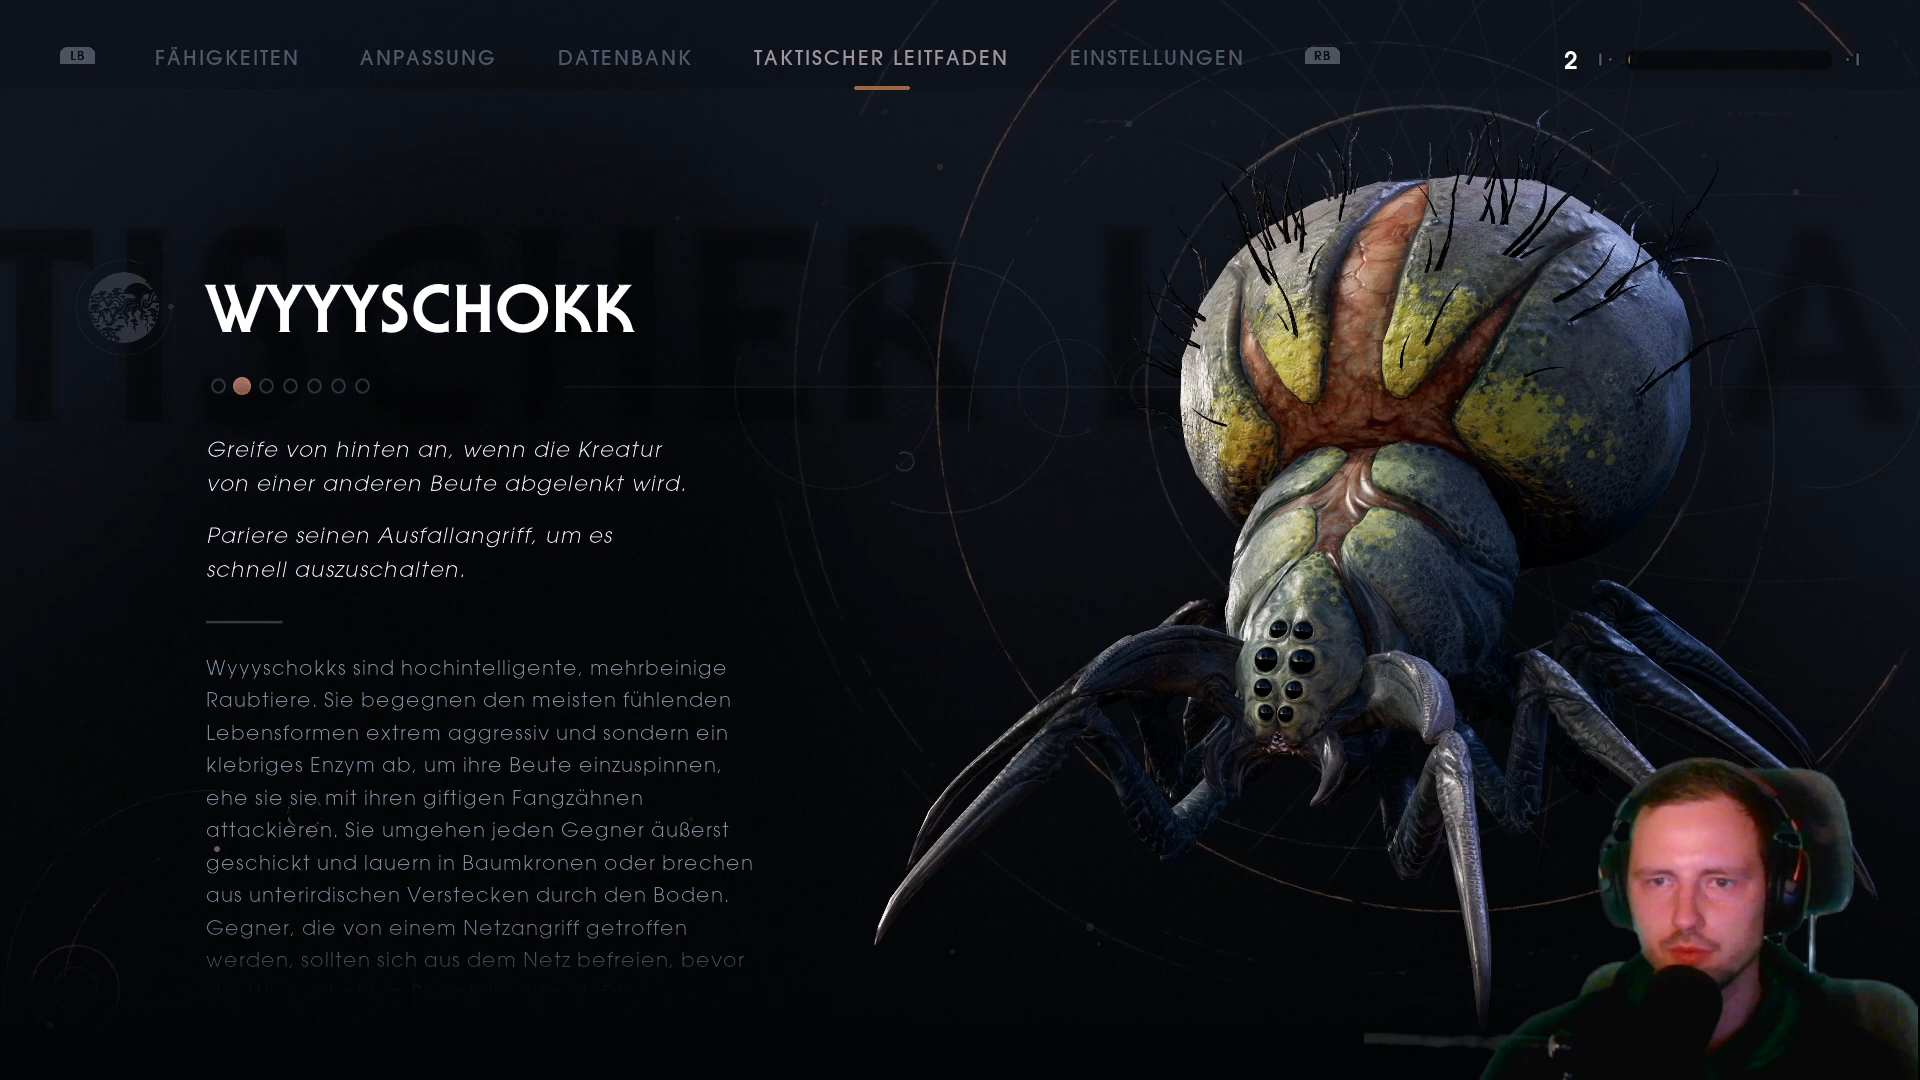 LB FÄHIGKEITEN ANPASSUNG DATENBANK TAKTISCHER LEITFADEN EINSTELLUNGEN RB 2
WYYYSCHOKK
Greife von hinten an, wenn die Kreatur
von einer anderen Beute abgelenkt wird.
Pariere seinen Ausfallangriff, um es
schnell auszuschalten.
Wyyyschokks sind hochintelligente, mehrbeinige
Raubtiere. Sie begegnen den meisten fühlenden
Lebensformen extrem aggressiv und sondern ein
klebriges Enzym ab, um ihre Beute einzuspinnen,
ehe sie sie mit ihren giftigen Fangzähnen
attackieren. Sie umgehen jeden Gegner äußerst
geschickt und lauern in Baumkronen oder brechen
aus unterirdischen Verstecken durch den Boden.
Gegner, die von einem Netzangriff getroffen
werden, sollten sich aus dem Netz befreien, bevor